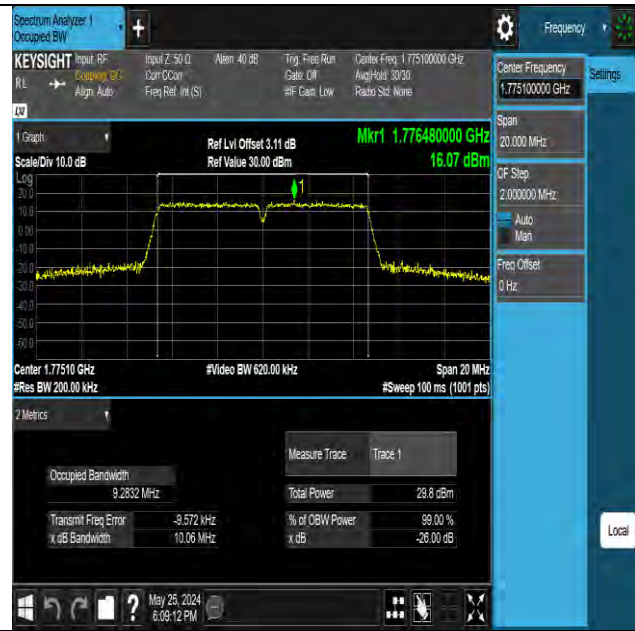 Spectrum Analyzer 1
Occupied BW
Frequency
KEYSIGHT
RL
Input: RF
Coupling: DC
Align: Auto
Input Z: 50 Ω
Corr CCorr
Freq Ref: Int (S)
Atten: 40 dB
Trig: Free Run
Gate: Off
#IF Gain: Low
Center Freq: 1.775100000 GHz
Avg|Hold: 30/30
Radio Std: None
Center Frequency
1.775100000 GHz
Settings
Span
20.000 MHz
CF Step
2.000000 MHz
Auto
Man
Freq Offset
0 Hz
1 Graph
Scale/Div 10.0 dB
Ref Lvl Offset 3.11 dB
Ref Value 30.00 dBm
Mkr1 1.776480000 GHz
16.07 dBm
Log
20.0
10.0
0.00
-10.0
-20.0
-30.0
-40.0
-50.0
-60.0
1
Center 1.77510 GHz
#Res BW 200.00 kHz
#Video BW 620.00 kHz
Span 20 MHz
#Sweep 100 ms (1001 pts)
2 Metrics
Measure Trace
Trace 1
Occupied Bandwidth
9.2832 MHz
Total Power
29.8 dBm
Transmit Freq Error
-9.572 kHz
% of OBW Power
99.00 %
x dB Bandwidth
10.06 MHz
x dB
-26.00 dB
Local
May 25, 2024
6:09:12 PM